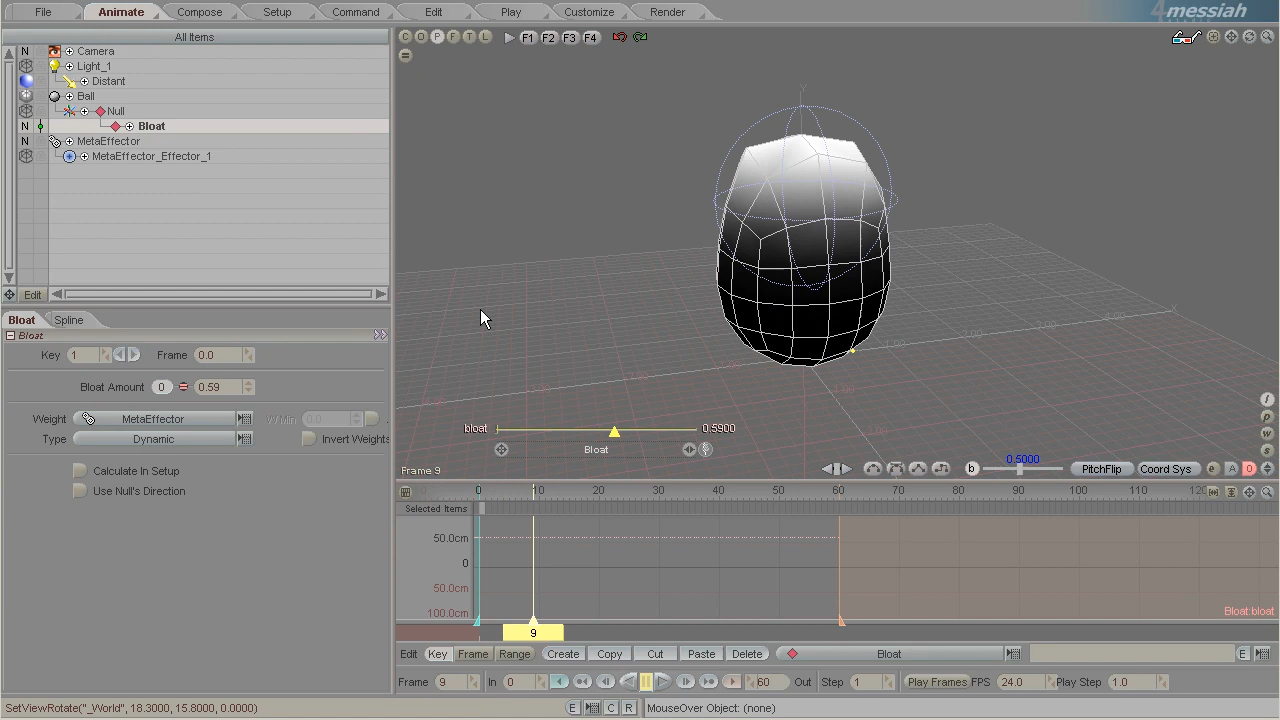 File Animate Compose Setup Command Edit Play Customize Render 4messiah
All Items
C O P F T L F1 F2 F3 F4
N Camera
Light_1
Distant
Ball
Null
N Bloat
N MetaEffector
MetaEffector_Effector_1
Edit
Bloat Spline
Bloat
Key 1 Frame 0.0
Bloat Amount 0 0.59
Weight MetaEffector W Min 0.0
Type Dynamic Invert Weights
Calculate In Setup
Use Null's Direction
Y
X
bloat 0.5900
Bloat
Frame 9
b 0.5000 PitchFlip Coord Sys e A 0
0 10 20 30 40 50 60 70 80 90 100 110
Selected Items
50.0cm
0
50.0cm
100.0cm
Bloat:bloat
9
Edit Key Frame Range Create Copy Cut Paste Delete Bloat E
Frame 9 In 0 60 Out Step 1 Play Frames FPS 24.0 Play Step 1.0
SetViewRotate("_World", 18.3000, 15.8000, 0.0000) E C R MouseOver Object: (none)